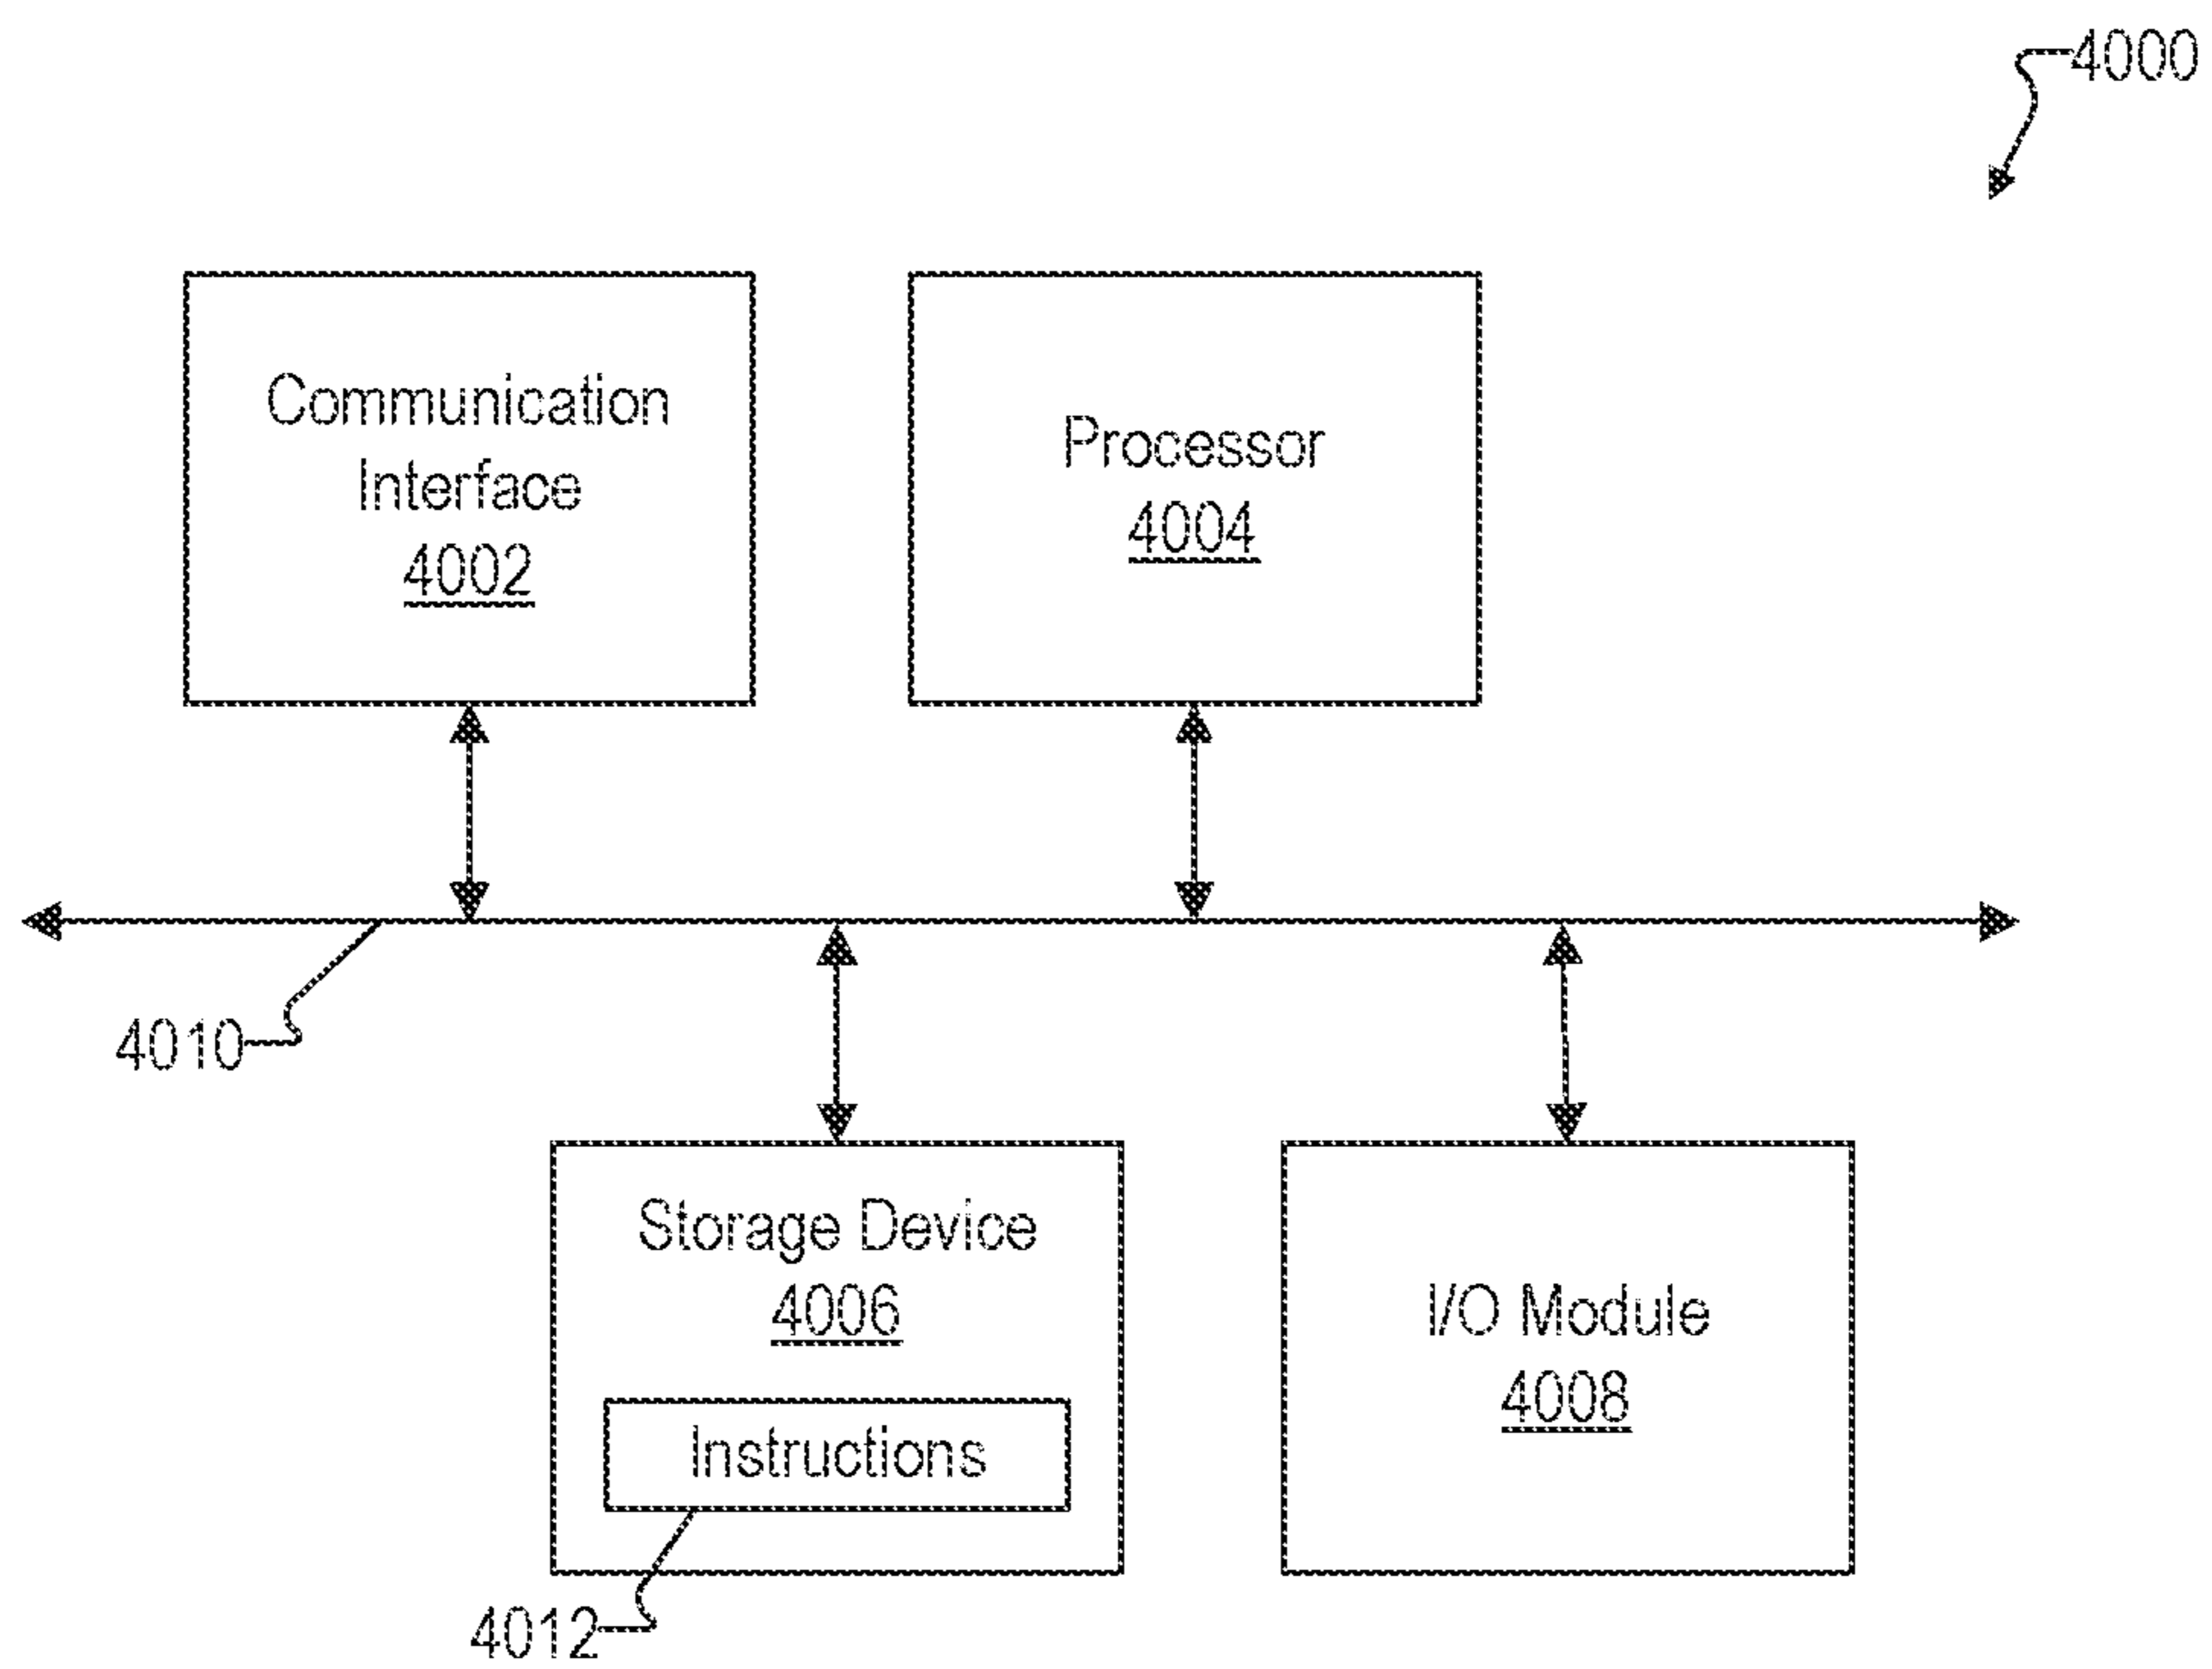 4000
Communication
Interface
4002
Processor
4004
4010
Storage Device
4006
Instructions
4012
I/O Module
4008